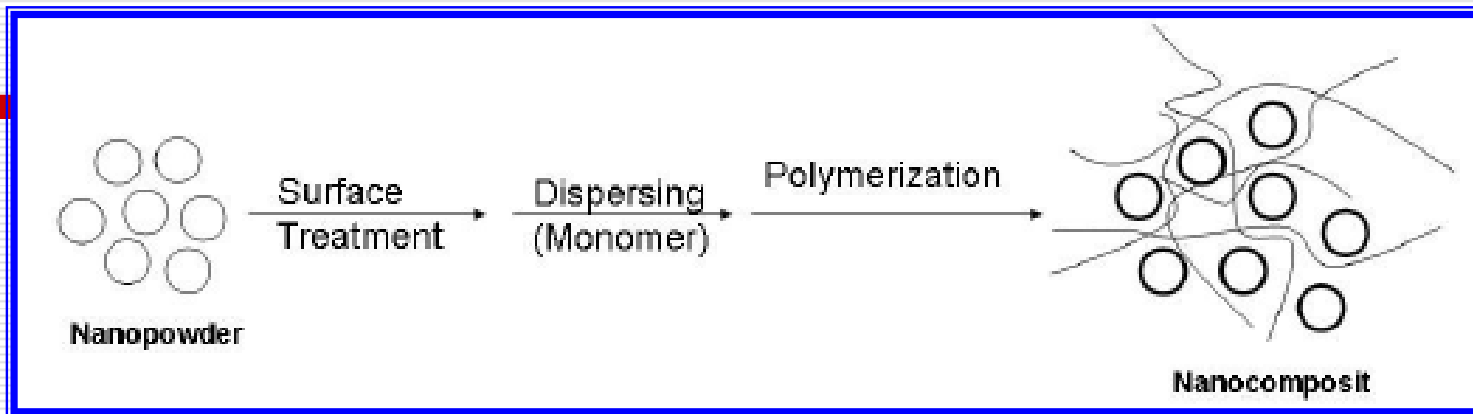 Surface
Treatment
Dispersing
(Monomer)
Polymerization
Nanopowder
Nanocomposit